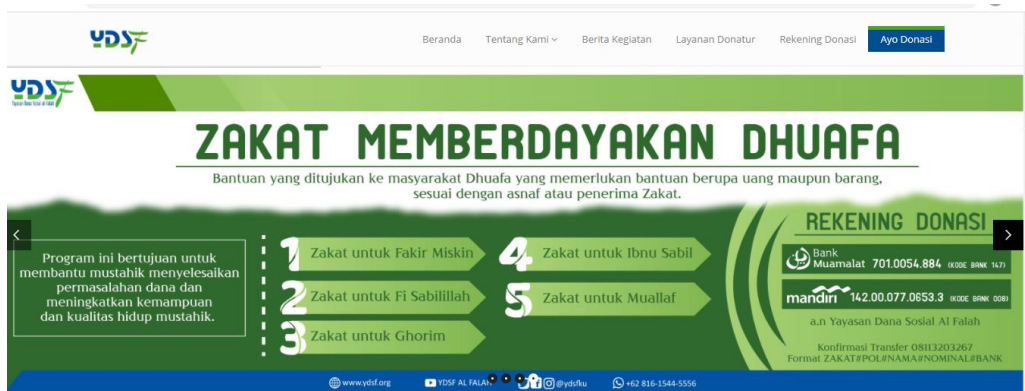 YDSF
Beranda
Tentang Kami
Berita Kegiatan
Layanan Donatur
Rekening Donasi
Ayo Donasi
YDSF
Yayasan Dana Sosial al Falah
ZAKAT MEMBERDAYAKAN DHUAFA
Bantuan yang ditujukan ke masyarakat Dhuafa yang memerlukan bantuan berupa uang maupun barang,
sesuai dengan asnaf atau penerima Zakat.
Program ini bertujuan untuk
membantu mustahik menyelesaikan
permasalahan dana dan
meningkatkan kemampuan
dan kualitas hidup mustahik.
1 Zakat untuk Fakir Miskin
2 Zakat untuk Fi Sabilillah
3 Zakat untuk Ghorim
4 Zakat untuk Ibnu Sabil
5 Zakat untuk Muallaf
REKENING DONASI
Bank
Muamalat 701.0054.884 (KODE BANK 147)
mandiri 142.00.077.0653.3 (KODE BANK 008)
a.n Yayasan Dana Sosial Al Falah
Konfirmasi Transfer 08113203267
Format ZAKAT#POL#NAMA#NOMINAL#BANK
www.ydsf.org
YDSF AL FALAH
@ydsfku
+62 816-1544-5556